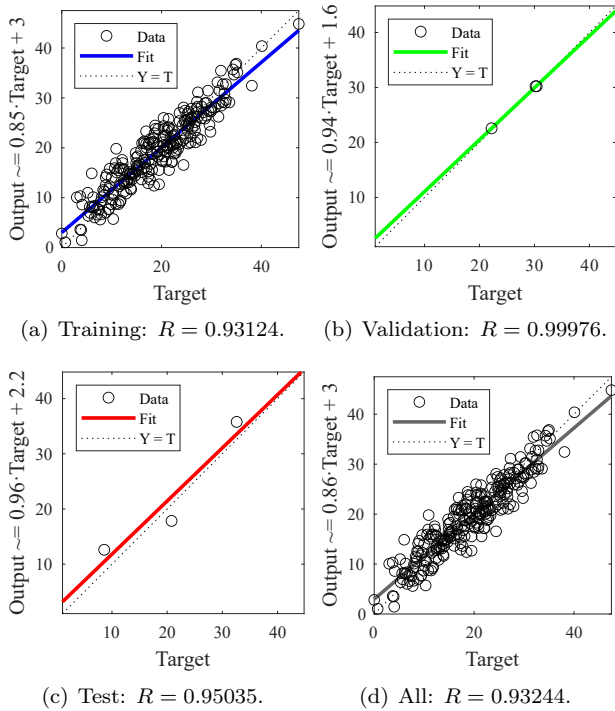 Output ~= 0.85·Target + 3
Data
Fit
Y = T
40
30
20
10
0
0
20
40
Target
(a) Training: R = 0.93124.
Output ~= 0.94·Target + 1.6
Data
Fit
Y = T
40
30
20
10
10
20
30
40
Target
(b) Validation: R = 0.99976.
Output ~= 0.96·Target + 2.2
Data
Fit
Y = T
40
30
20
10
10
20
30
40
Target
(c) Test: R = 0.95035.
Output ~= 0.86·Target + 3
Data
Fit
Y = T
40
30
20
10
0
0
20
40
Target
(d) All: R = 0.93244.